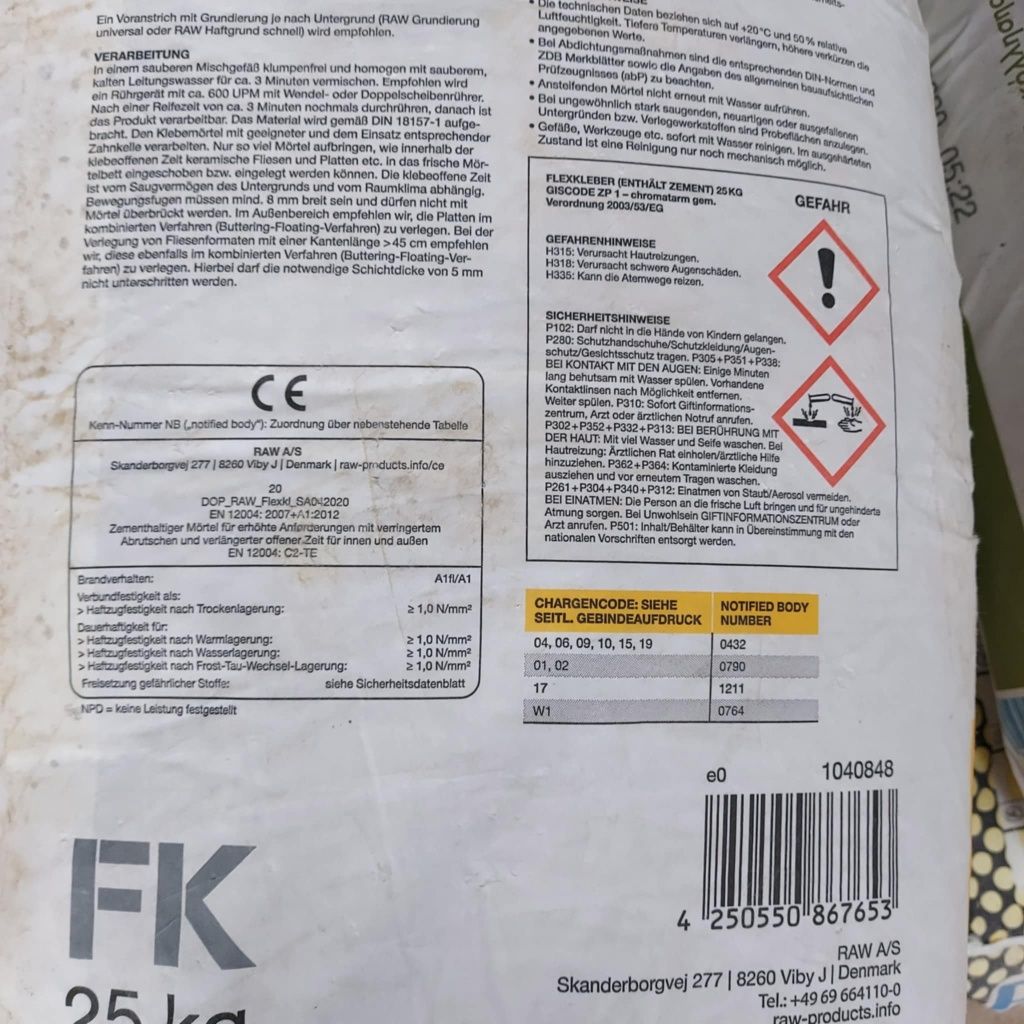 Ein Voranstrich mit Grundierung je nach Untergrund (RAW Grundierung
universal oder RAW Haftgrund schnell) wird empfohlen.
VERARBEITUNG
In einem sauberen Mischgefäß klumpenfrei und homogen mit sauberem,
kalten Leitungswasser für ca. 3 Minuten vermischen. Empfohlen wird
ein Rührgerät mit ca. 600 UPM mit Wendel- oder Doppelscheibenrührer.
Nach einer Reifezeit von ca. 3 Minuten nochmals durchrühren, danach ist
das Produkt verarbeitbar. Das Material wird gemäß DIN 18157-1 aufge-
bracht. Den Klebemörtel mit geeigneter und dem Einsatz entsprechender
Zahnkelle verarbeiten. Nur so viel Mörtel aufbringen, wie innerhalb der
klebeoffenen Zeit keramische Fliesen und Platten etc. in das frische Mör-
telbett eingeschoben bzw. eingelegt werden können. Die klebeoffene Zeit
ist vom Saugvermögen des Untergrunds und vom Raumklima abhängig.
Bewegungsfugen müssen mind. 8 mm breit sein und dürfen nicht mit
Mörtel überbrückt werden. Im Außenbereich empfehlen wir, die Platten im
kombinierten Verfahren (Buttering-Floating-Verfahren) zu verlegen. Bei der
Verlegung von Fliesenformaten mit einer Kantenlänge >45 cm empfehlen
wir, diese ebenfalls im kombinierten Verfahren (Buttering-Floating-Ver-
fahren) zu verlegen. Hierbei darf die notwendige Schichtdicke von 5 mm
nicht unterschritten werden.
• Die technischen Daten beziehen sich auf +20°C und 50% relative
Luftfeuchtigkeit. Tiefere Temperaturen verlängern, höhere verkürzen die
angegebenen Werte.
• Bei Abdichtungsmaßnahmen sind die entsprechenden DIN-Normen und
ZDB Merkblätter sowie die Angaben des allgemeinen bauaufsichtlichen
Prüfzeugnisses (abP) zu beachten.
• Ansteifenden Mörtel nicht erneut mit Wasser aufrühren.
• Bei ungewöhnlich stark saugenden, neuartigen oder ausgefallenen
Untergründen bzw. Verlegewerkstoffen sind Probeflächen anzulegen.
• Gefäße, Werkzeuge etc. sofort mit Wasser reinigen. Im ausgehärteten
Zustand ist eine Reinigung nur noch mechanisch möglich.
FLEXKLEBER (ENTHÄLT ZEMENT) 25KG
GISCODE ZP 1 – chromatarm gem.
Verordnung 2003/53/EG
GEFAHR
GEFAHRENHINWEISE
H315: Verursacht Hautreizungen.
H318: Verursacht schwere Augenschäden.
H335: Kann die Atemwege reizen.
SICHERHEITSHINWEISE
P102: Darf nicht in die Hände von Kindern gelangen.
P280: Schutzhandschuhe/Schutzkleidung/Augen-
schutz/Gesichtsschutz tragen. P305+P351+P338:
BEI KONTAKT MIT DEN AUGEN: Einige Minuten
lang behutsam mit Wasser spülen. Vorhandene
Kontaktlinsen nach Möglichkeit entfernen.
Weiter spülen. P310: Sofort Giftinformations-
zentrum, Arzt oder ärztlichen Notruf anrufen.
P302+P352+P332+P313: BEI BERÜHRUNG MIT
DER HAUT: Mit viel Wasser und Seife waschen. Bei
Hautreizung: Ärztlichen Rat einholen/ärztliche Hilfe
hinzuziehen. P362+P364: Kontaminierte Kleidung
ausziehen und vor erneutem Tragen waschen.
P261+P304+P340+P312: Einatmen von Staub/Aerosol vermeiden.
BEI EINATMEN: Die Person an die frische Luft bringen und für ungehinderte
Atmung sorgen. Bei Unwohlsein GIFTINFORMATIONSZENTRUM oder
Arzt anrufen. P501: Inhalt/Behälter kann in Übereinstimmung mit den
nationalen Vorschriften entsorgt werden.
CE
Kenn-Nummer NB („notified body“): Zuordnung über nebenstehende Tabelle
RAW A/S
Skanderborgvej 277 | 8260 Viby J | Denmark | raw-products.info/ce
20
DOP_RAW_Flexkl_SA042020
EN 12004: 2007+A1:2012
Zementhaltiger Mörtel für erhöhte Anforderungen mit verringertem
Abrutschen und verlängerter offener Zeit für innen und außen
EN 12004: C2-TE
Brandverhalten: A1fl/A1
Verbundfestigkeit als:
> Haftzugfestigkeit nach Trockenlagerung: ≥ 1,0 N/mm²
Dauerhaftigkeit für:
> Haftzugfestigkeit nach Warmlagerung: ≥ 1,0 N/mm²
> Haftzugfestigkeit nach Wasserlagerung: ≥ 1,0 N/mm²
> Haftzugfestigkeit nach Frost-Tau-Wechsel-Lagerung: ≥ 1,0 N/mm²
Freisetzung gefährlicher Stoffe: siehe Sicherheitsdatenblatt
NPD = keine Leistung festgestellt
CHARGENCODE: SIEHE
SEITL. GEBINDEAUFDRUCK
NOTIFIED BODY
NUMBER
04, 06, 09, 10, 15, 19 0432
01, 02 0790
17 1211
W1 0764
e0 1040848
4 250550 867653
FK
25 kg
RAW A/S
Skanderborgvej 277 | 8260 Viby J | Denmark
Tel.: +49 69 664110-0
raw-products.info
05:22